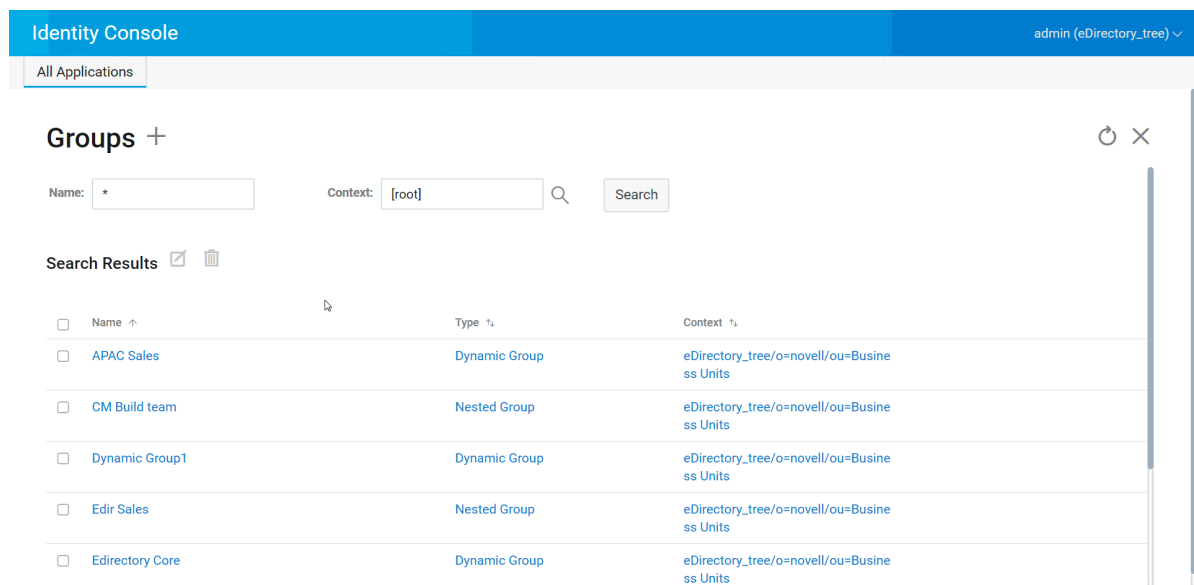 Identity Console
admin (eDirectory_tree)
All Applications
Groups
Name: * Context: [root] Search
Search Results
Name Type Context
APAC Sales Dynamic Group eDirectory_tree/o=novell/ou=Busine
ss Units
CM Build team Nested Group eDirectory_tree/o=novell/ou=Busine
ss Units
Dynamic Group1 Dynamic Group eDirectory_tree/o=novell/ou=Busine
ss Units
Edir Sales Nested Group eDirectory_tree/o=novell/ou=Busine
ss Units
Edirectory Core Dynamic Group eDirectory_tree/o=novell/ou=Busine
ss Units